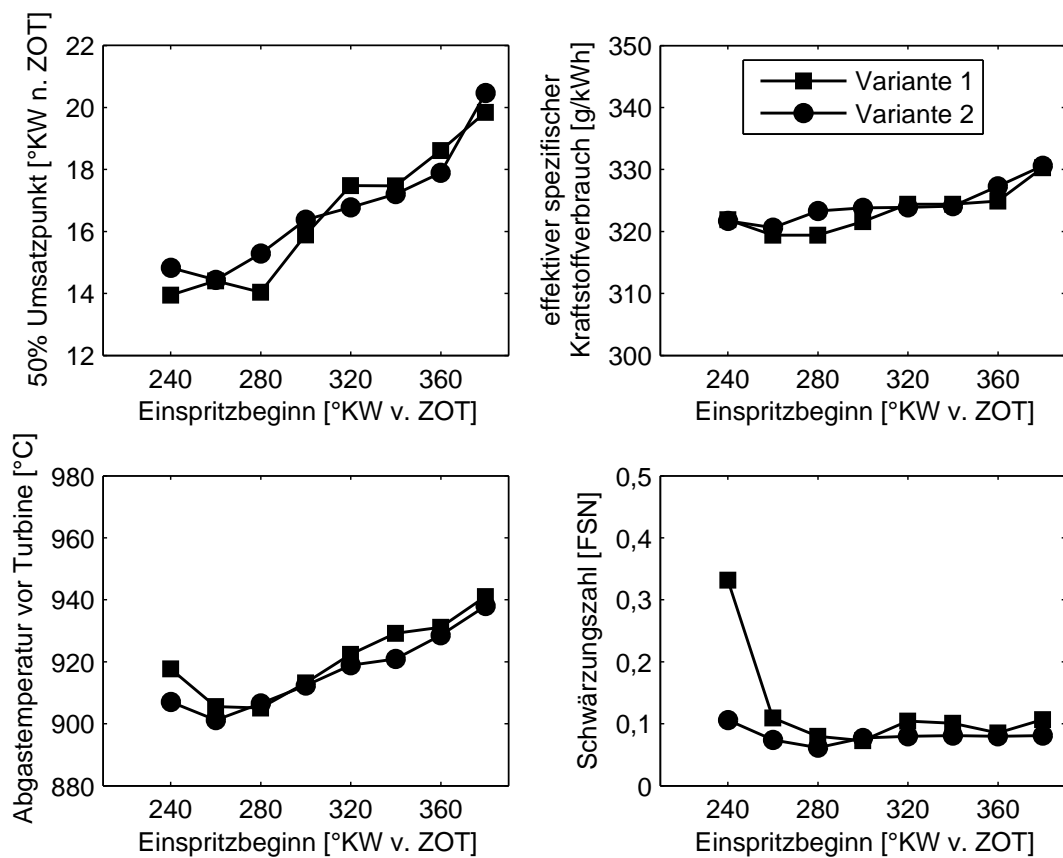 50% Umsatzpunkt [°KW n. ZOT]
22
20
18
16
14
12
240 280 320 360
Einspritzbeginn [°KW v. ZOT]
effektiver spezifischer
Kraftstoffverbrauch [g/kWh]
350
340
330
320
310
300
Variante 1
Variante 2
240 280 320 360
Einspritzbeginn [°KW v. ZOT]
Abgastemperatur vor Turbine [°C]
980
960
940
920
900
880
240 280 320 360
Einspritzbeginn [°KW v. ZOT]
Schwärzungszahl [FSN]
0,5
0,4
0,3
0,2
0,1
0
240 280 320 360
Einspritzbeginn [°KW v. ZOT]